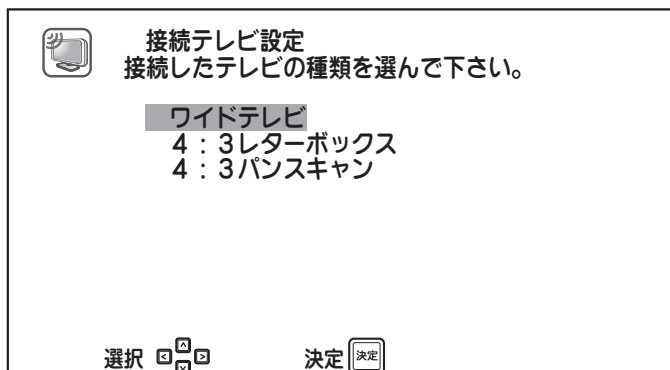 接続テレビ設定
接続したテレビの種類を選んで下さい。
ワイドテレビ
4：3レターボックス
4：3パンスキャン
選択 決定 決定